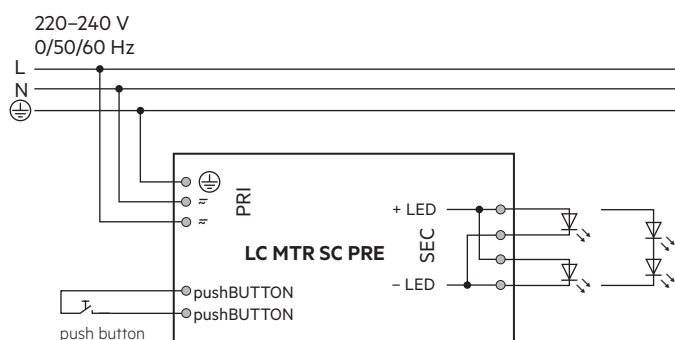 220–240 V
0/50/60 Hz
L
N
PRI
+ LED
SEC
LC MTR SC PRE
– LED
pushBUTTON
pushBUTTON
push button